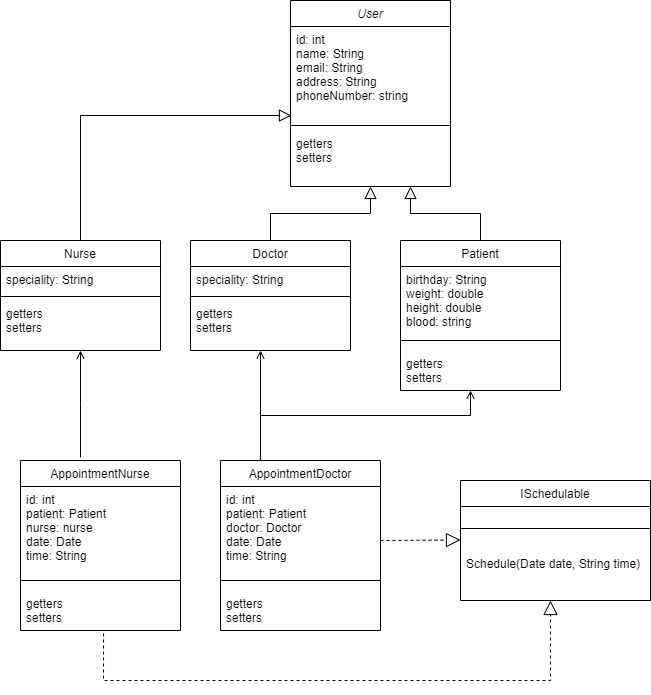 User
id: int
name: String
email: String
address: String
phoneNumber: string
getters
setters
Nurse
speciality: String
getters
setters
Doctor
speciality: String
getters
setters
Patient
birthday: String
weight: double
height: double
blood: string
getters
setters
AppointmentNurse
id: int
patient: Patient
nurse: nurse
date: Date
time: String
getters
setters
AppointmentDoctor
id: int
patient: Patient
doctor: Doctor
date: Date
time: String
getters
setters
ISchedulable
Schedule(Date date, String time)